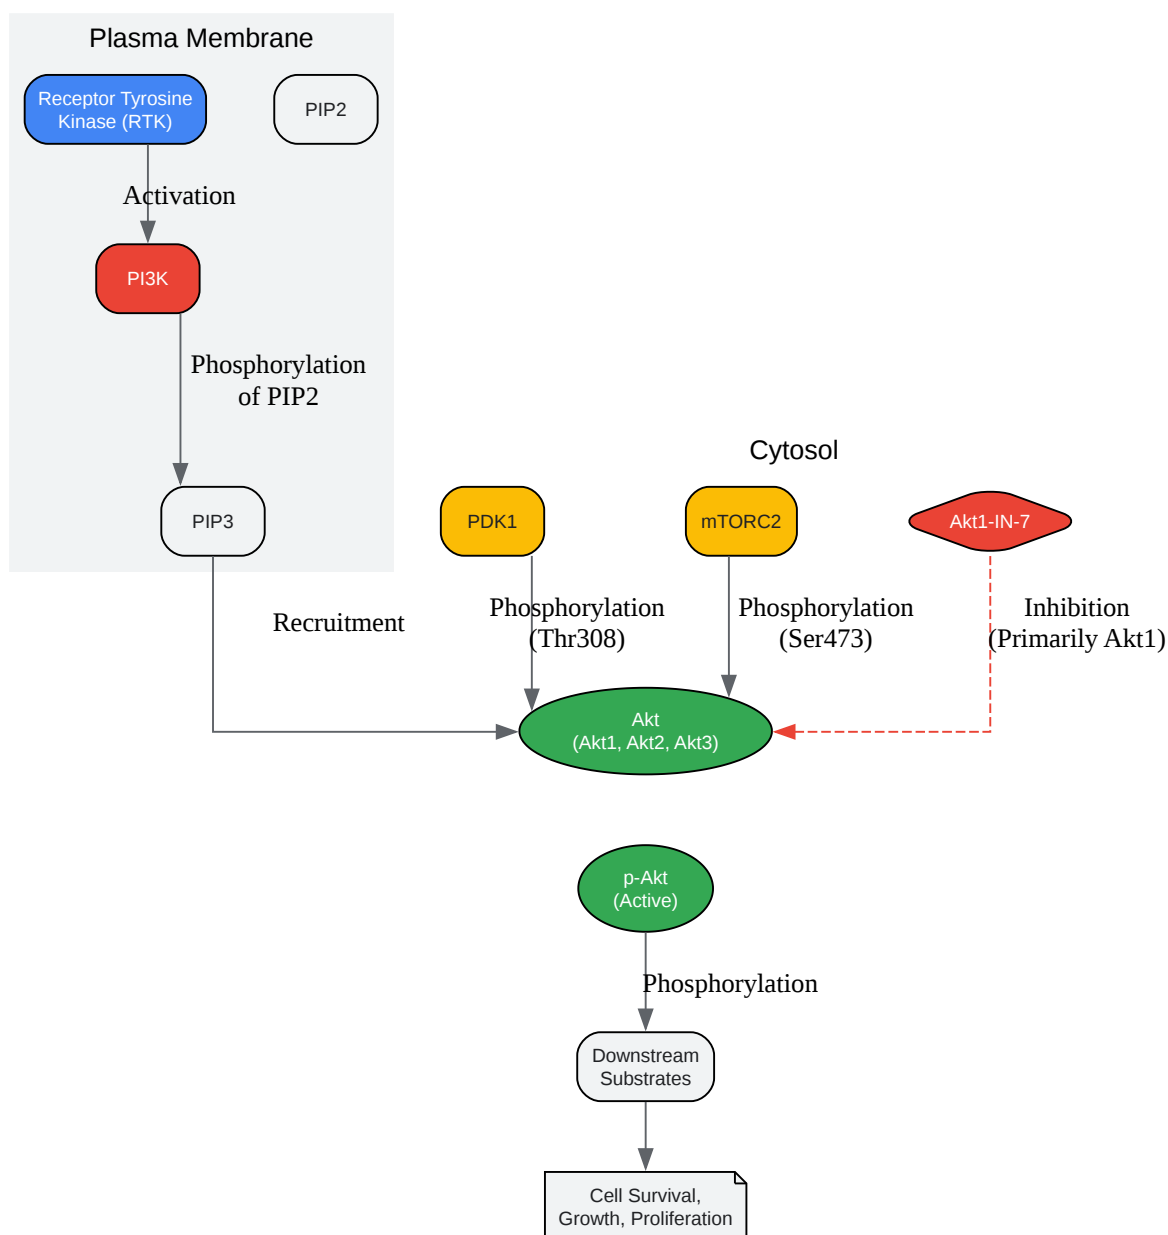 Plasma Membrane
Receptor Tyrosine
Kinase (RTK)
PIP2
Activation
PI3K
Phosphorylation
of PIP2
Cytosol
PIP3
PDK1
mTORC2
Akt1-IN-7
Recruitment
Phosphorylation
(Thr308)
Phosphorylation
(Ser473)
Inhibition
(Primarily Akt1)
Akt
(Akt1, Akt2, Akt3)
p-Akt
(Active)
Phosphorylation
Downstream
Substrates
Cell Survival,
Growth, Proliferation